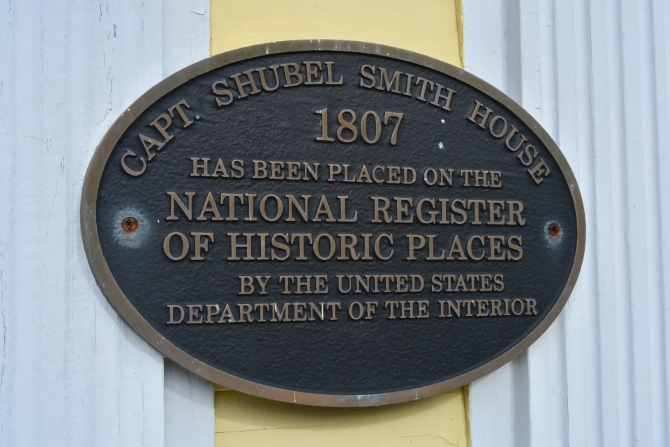 CAPT. SHUBEL SMITH HOUSE
1807
HAS BEEN PLACED ON THE
NATIONAL REGISTER
OF HISTORIC PLACES
BY THE UNITED STATES
DEPARTMENT OF THE INTERIOR